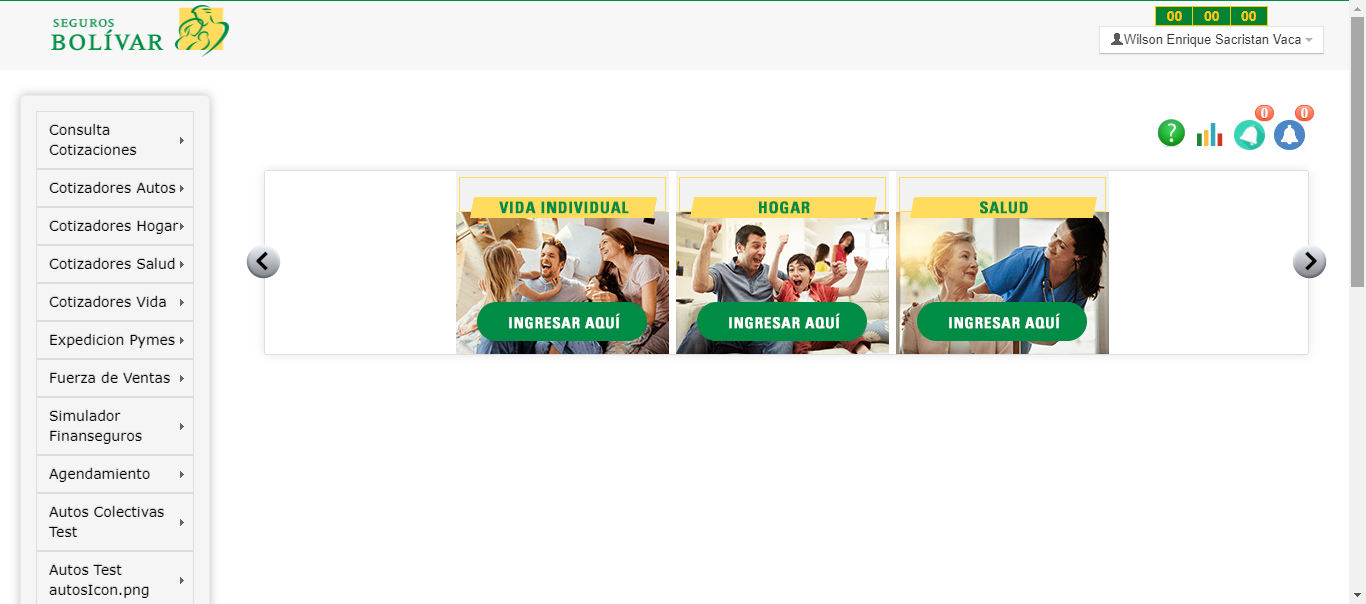 SEGUROS
BOLÍVAR
00 00 00
Wilson Enrique Sacristan Vaca
Consulta
Cotizaciones
Cotizadores Autos
Cotizadores Hogar
Cotizadores Salud
Cotizadores Vida
Expedicion Pymes
Fuerza de Ventas
Simulador
Finanseguros
Agendamiento
Autos Colectivas
Test
Autos Test
autosIcon.png
?
0
0
VIDA INDIVIDUAL
INGRESAR AQUÍ
HOGAR
INGRESAR AQUÍ
SALUD
INGRESAR AQUÍ